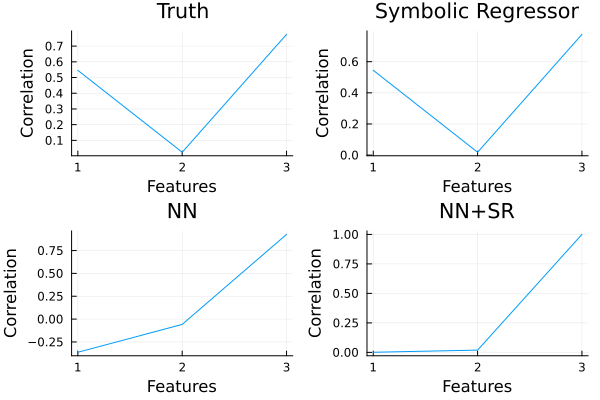 Truth
Correlation
0.7
0.6
0.5
0.4
0.3
0.2
0.1
1 2 3
Features
Symbolic Regressor
Correlation
0.6
0.4
0.2
0.0
1 2 3
Features
NN
Correlation
0.75
0.50
0.25
0.00
−0.25
1 2 3
Features
NN+SR
Correlation
1.00
0.75
0.50
0.25
0.00
1 2 3
Features